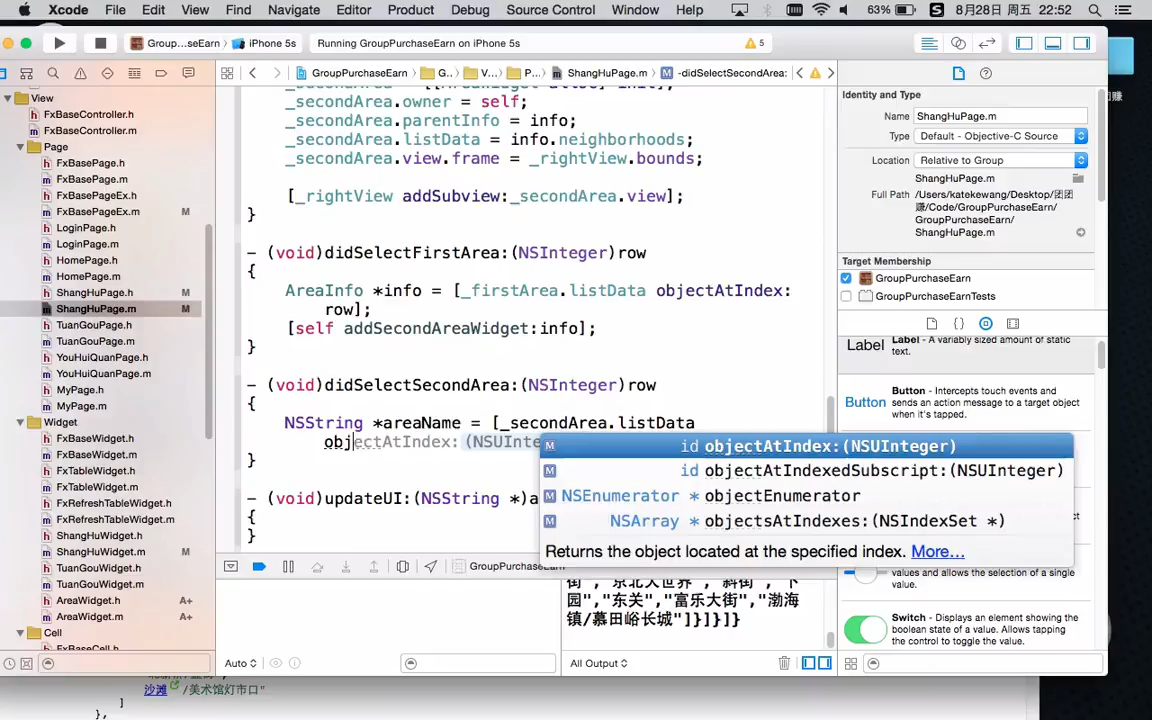 Xcode File Edit View Find Navigate Editor Product Debug Source Control Window Help 63% S 8月28日 周五 22:52
Group...seEarn iPhone 5s Running GroupPurchaseEarn on iPhone 5s 5
GroupPurchaseEarn G... V... P... ShangHuPage.m M -didSelectSecondArea:
View
FxBaseController.h
FxBaseController.m
Page
FxBasePage.h
FxBasePage.m
FxBasePageEx.h
FxBasePageEx.m M
LoginPage.h
LoginPage.m
HomePage.h
HomePage.m
ShangHuPage.h M
ShangHuPage.m M
TuanGouPage.h
TuanGouPage.m
YouHuiQuanPage.h
YouHuiQuanPage.m
MyPage.h
MyPage.m
Widget
FxBaseWidget.h
FxBaseWidget.m
FxTableWidget.h
FxTableWidget.m
FxRefreshTableWidget.h
FxRefreshTableWidget.m
ShangHuWidget.h
ShangHuWidget.m M
TuanGouWidget.h
TuanGouWidget.m
AreaWidget.h A+
AreaWidget.m A+
Cell
FxBaseCell.h
_secondArea.owner = self;
_secondArea.parentInfo = info;
_secondArea.listData = info.neighborhoods;
_secondArea.view.frame = _rightView.bounds;
[_rightView addSubview:_secondArea.view];
}
- (void)didSelectFirstArea:(NSInteger)row
{
AreaInfo *info = [_firstArea.listData objectAtIndex:
row];
[self addSecondAreaWidget:info];
}
- (void)didSelectSecondArea:(NSInteger)row
{
NSString *areaName = [_secondArea.listData
objectAtIndex:(NSUInte
}
- (void)updateUI:(NSString *)a
{
}
M id objectAtIndex:(NSUInteger)
M id objectAtIndexedSubscript:(NSUInteger)
M NSEnumerator * objectEnumerator
M NSArray * objectsAtIndexes:(NSIndexSet *)
Returns the object located at the specified index. More...
GroupPurchaseEarn
园","东关","富乐大街","渤海
镇/慕田峪长城"]}]}]}
Auto All Output
沙滩 /美术馆灯市口"
]
},
Identity and Type
Name ShangHuPage.m
Type Default - Objective-C Source
Location Relative to Group
ShangHuPage.m
Full Path /Users/katekewang/Desktop/团团
赚/Code/GroupPurchaseEarn/
GroupPurchaseEarn/
ShangHuPage.m
Target Membership
GroupPurchaseEarn
GroupPurchaseEarnTests
Label Label - A variably sized amount of static
text.
Button Button - Intercepts touch events and
sends an action message to a target object
when it's tapped.
values and allows the selection of a single
value.
Switch - Displays an element showing the
boolean state of a value. Allows tapping
the control to toggle the value.